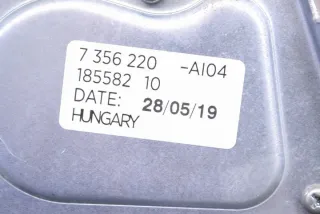 7 356 220 -AI04
185582 10
DATE: 28/05/19
HUNGARY